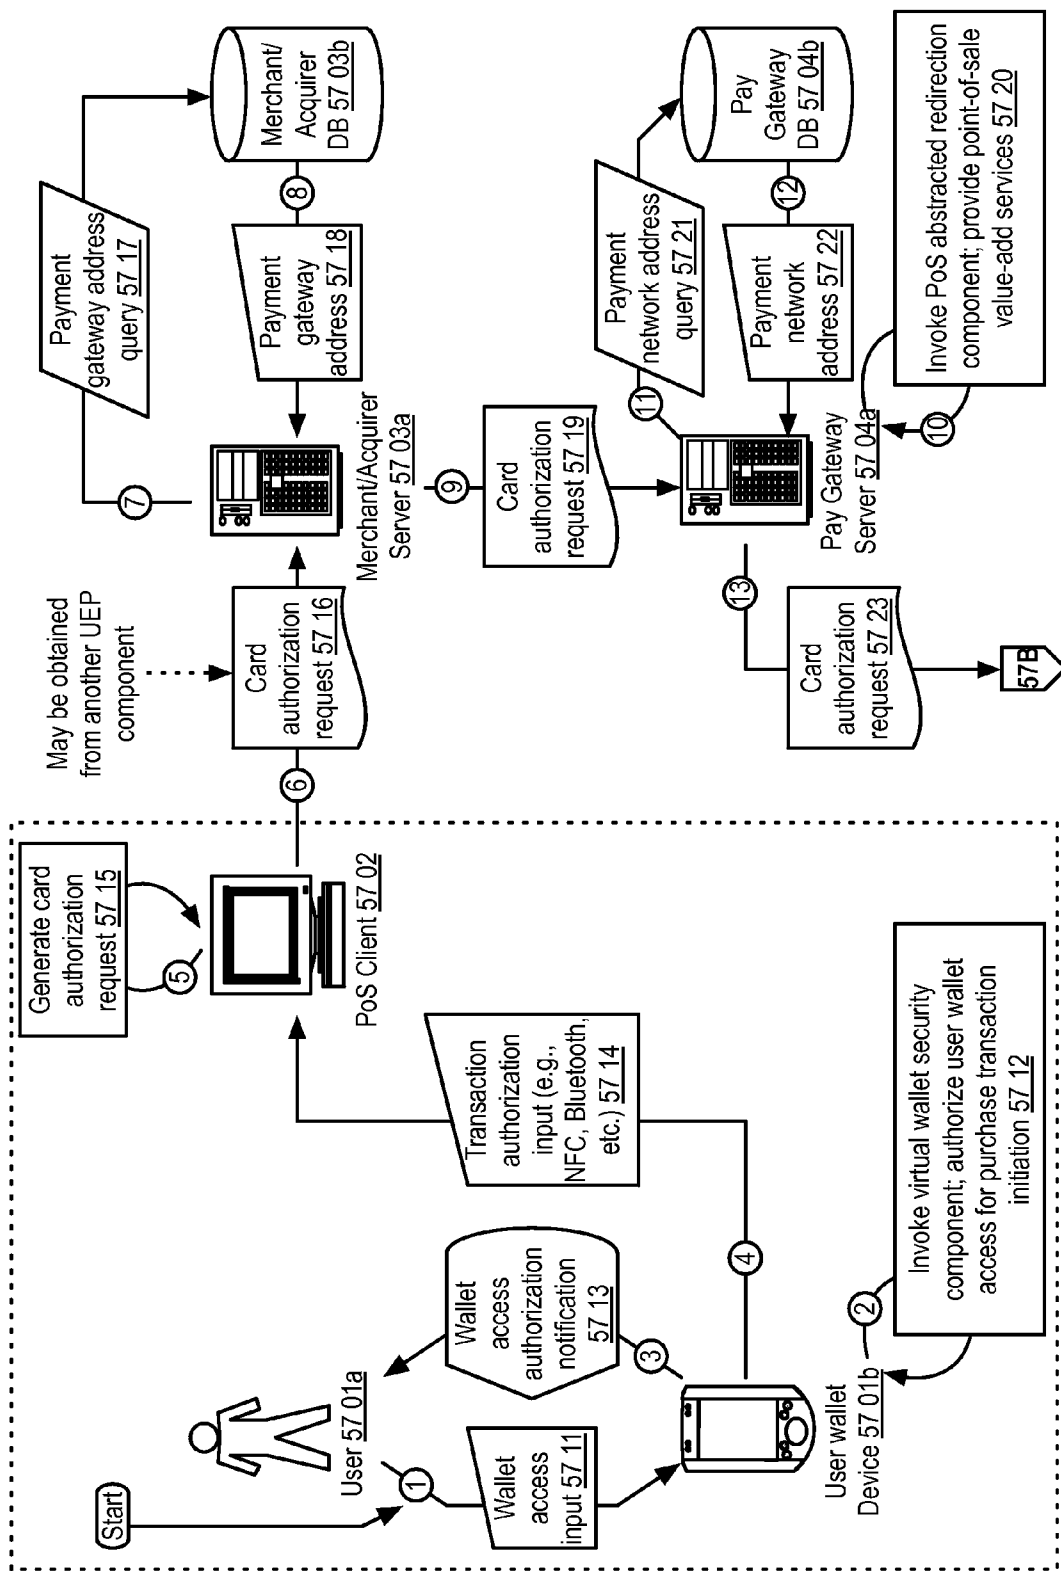 Start
User 57 01a
1
Wallet
access
input 57 11
User wallet
Device 57 01b
2
Invoke virtual wallet security
component; authorize user wallet
access for purchase transaction
initiation 57 12
3
Wallet
access
authorization
notification
57 13
4
Transaction
authorization
input (e.g.,
NFC, Bluetooth,
etc.) 57 14
PoS Client 57 02
5
Generate card
authorization
request 57 15
6
Card
authorization
request 57 16
May be obtained
from another UEP
component
Merchant/Acquirer
Server 57 03a
7
Payment
gateway address
query 57 17
Merchant/
Acquirer
DB 57 03b
8
Payment
gateway
address 57 18
9
Card
authorization
request 57 19
Pay Gateway
Server 57 04a
10
Invoke PoS abstracted redirection
component; provide point-of-sale
value-add services 57 20
11
Payment
network address
query 57 21
Pay
Gateway
DB 57 04b
12
Payment
network
address 57 22
13
Card
authorization
request 57 23
57B